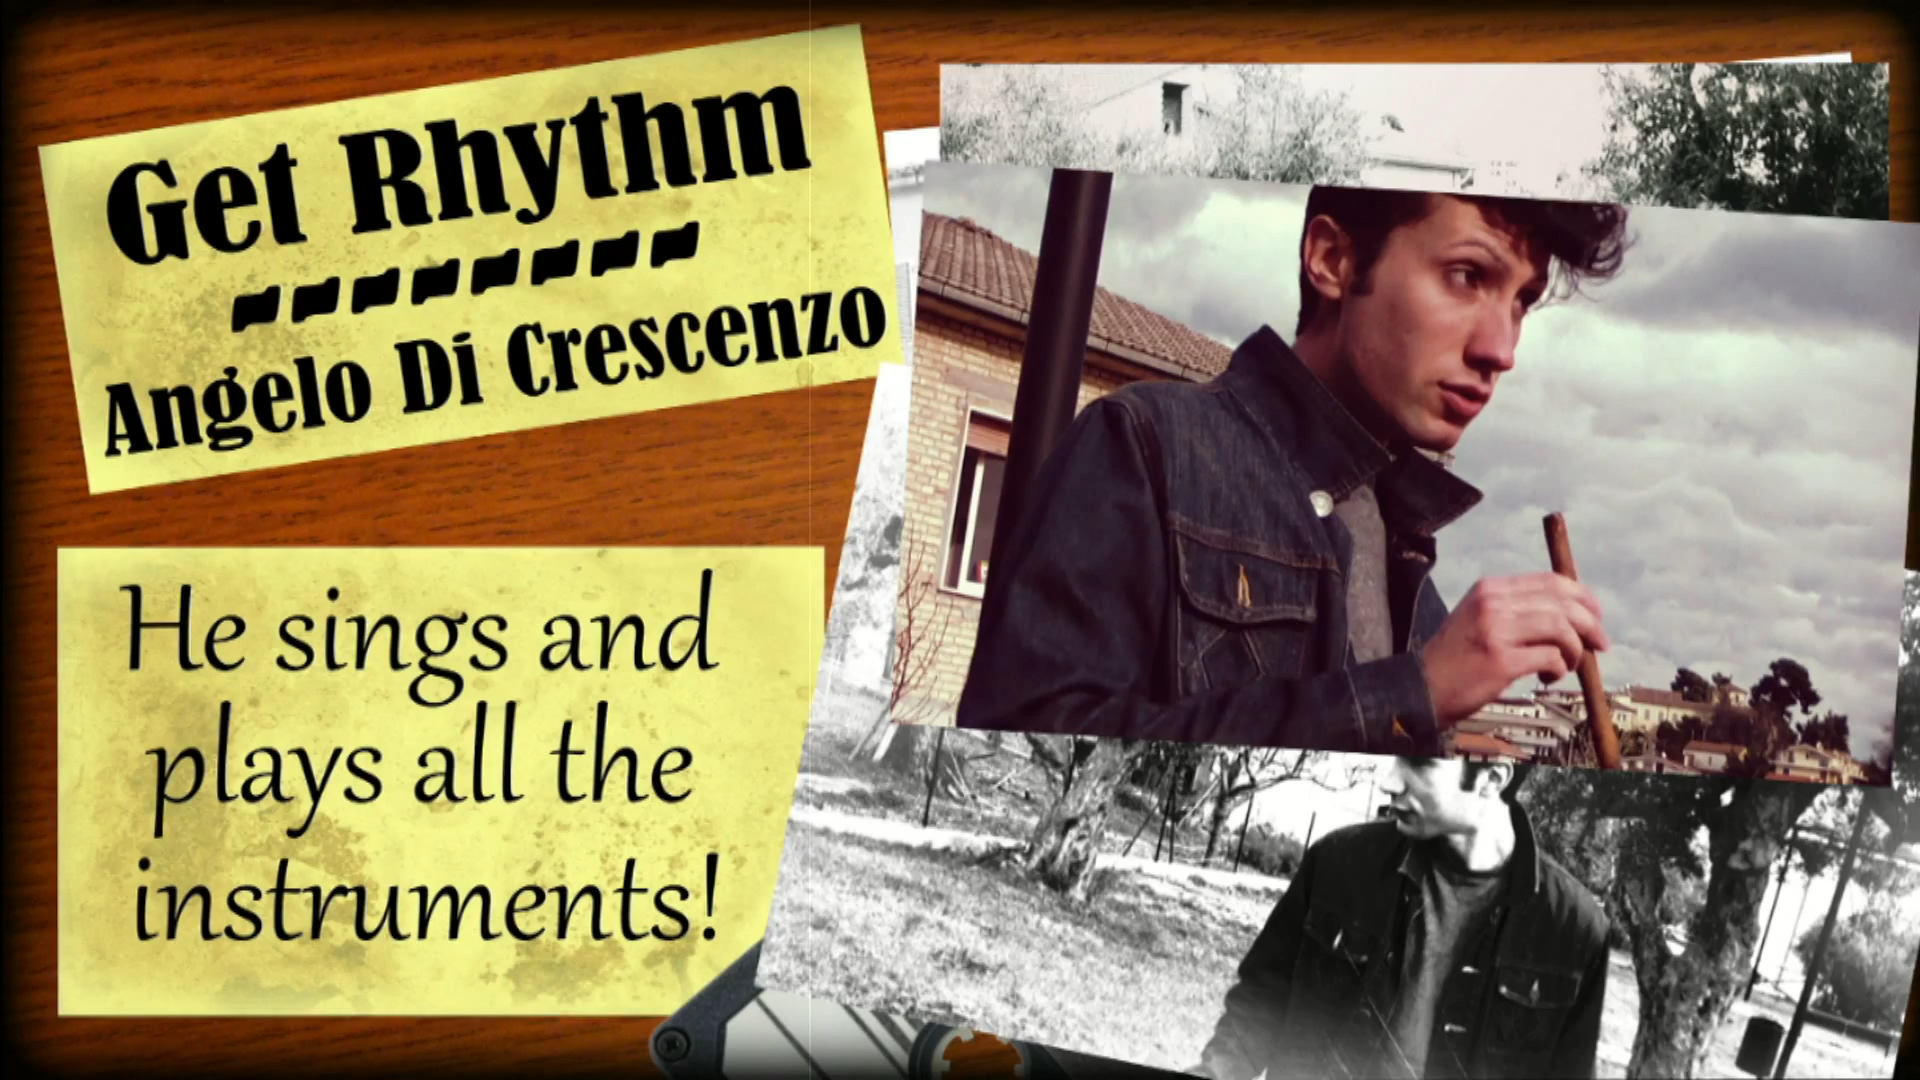 Get Rhythm
--------
Angelo Di Crescenzo
He sings and
plays all the
instruments!